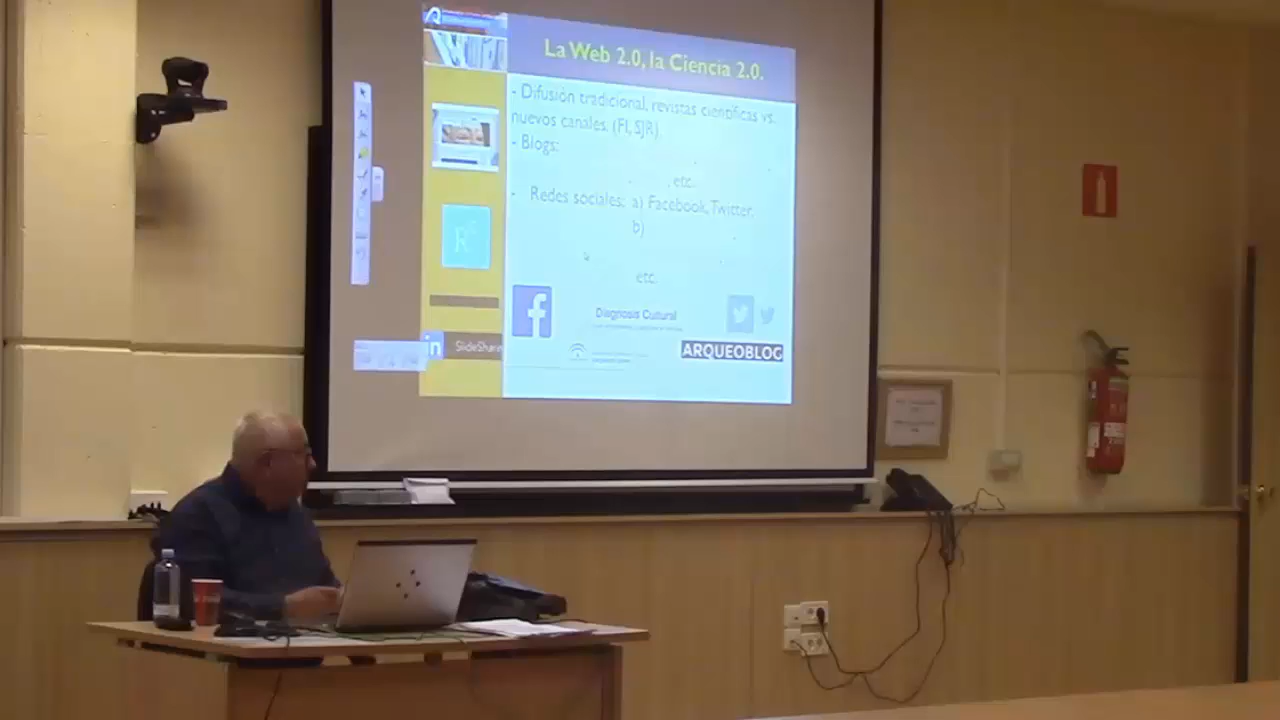 La Web 2.0, la Ciencia 2.0.
- Difusión tradicional, revistas científicas vs.
nuevos canales. (FI, SJR).
- Blogs:
etc.
- Redes sociales: a) Facebook, Twitter,
b)
etc.
R
f
Diagnosis Cultural
in
SlideShare
ARQUEOBLOG